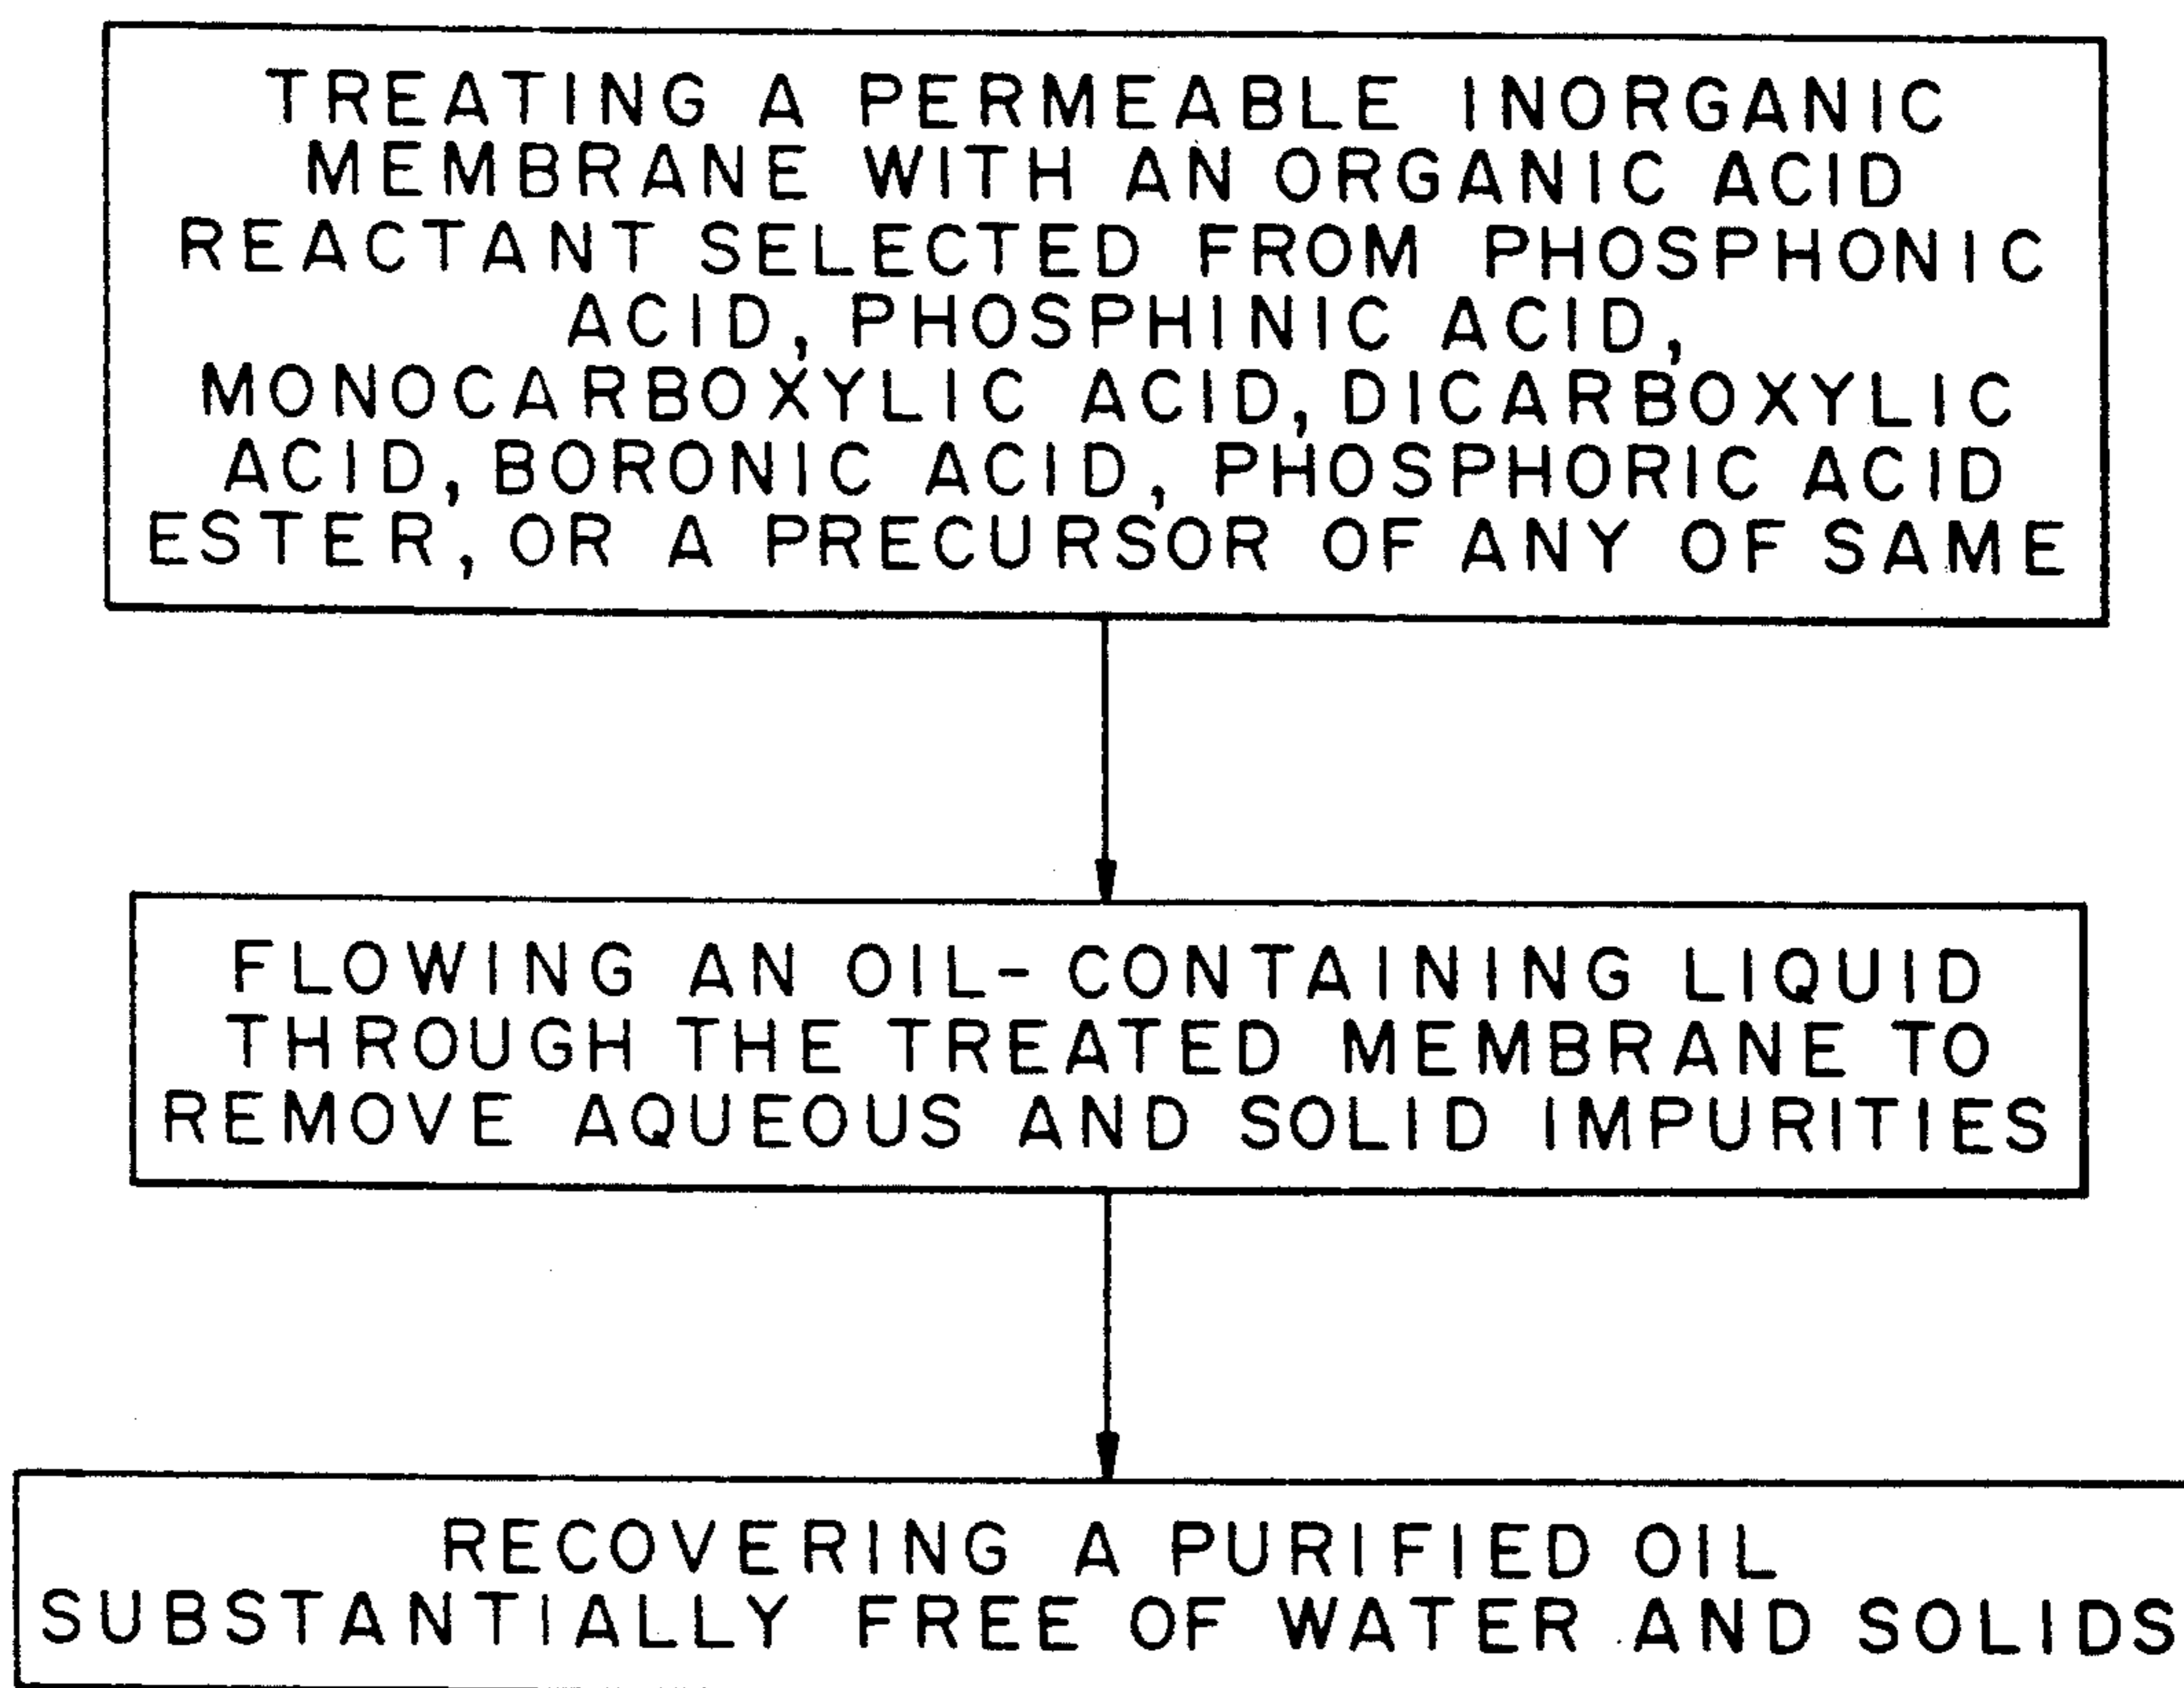 TREATING A PERMEABLE INORGANIC
MEMBRANE WITH AN ORGANIC ACID
REACTANT SELECTED FROM PHOSPHONIC
ACID, PHOSPHINIC ACID,
MONOCARBOXYLIC ACID, DICARBOXYLIC
ACID, BORONIC ACID, PHOSPHORIC ACID
ESTER, OR A PRECURSOR OF ANY OF SAME
FLOWING AN OIL-CONTAINING LIQUID
THROUGH THE TREATED MEMBRANE TO
REMOVE AQUEOUS AND SOLID IMPURITIES
RECOVERING A PURIFIED OIL
SUBSTANTIALLY FREE OF WATER AND SOLIDS